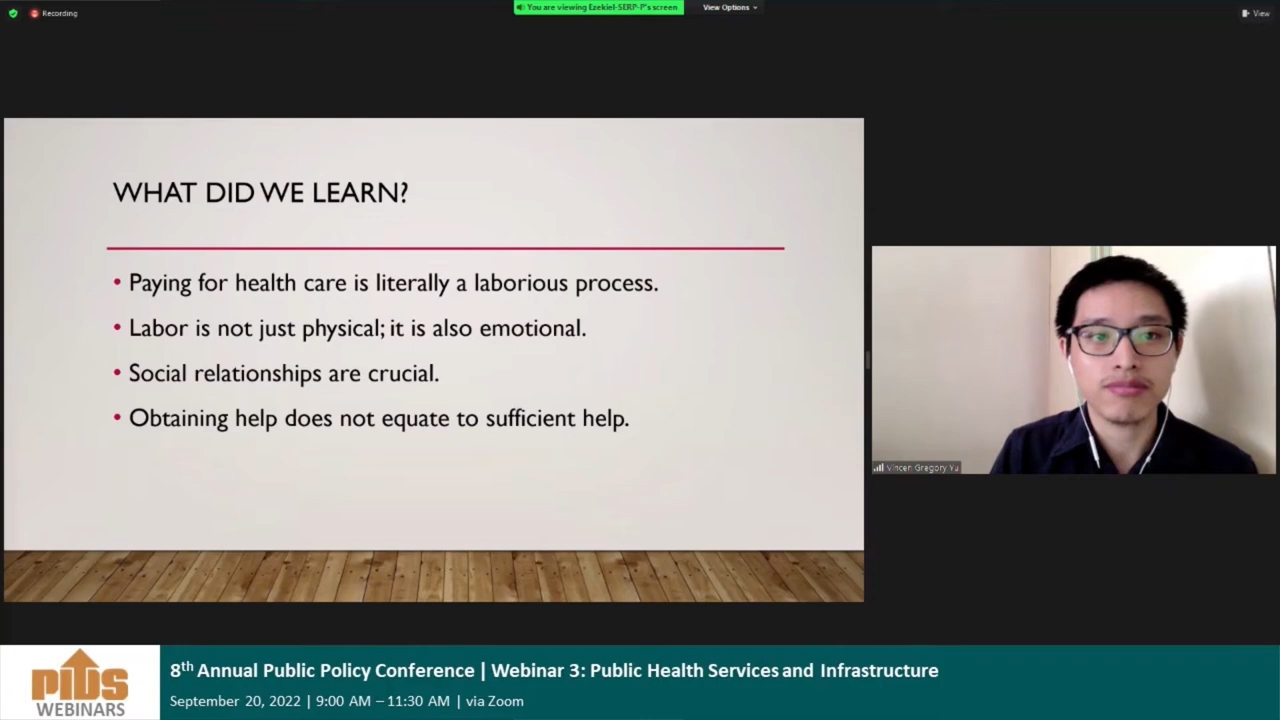 Recording
You are viewing Ezekiel-SERP-P's screen
View Options
View
WHAT DID WE LEARN?
• Paying for health care is literally a laborious process.
• Labor is not just physical; it is also emotional.
• Social relationships are crucial.
• Obtaining help does not equate to sufficient help.
Vincen Gregory Yu
PIDS
WEBINARS
8th Annual Public Policy Conference | Webinar 3: Public Health Services and Infrastructure
September 20, 2022 | 9:00 AM – 11:30 AM | via Zoom